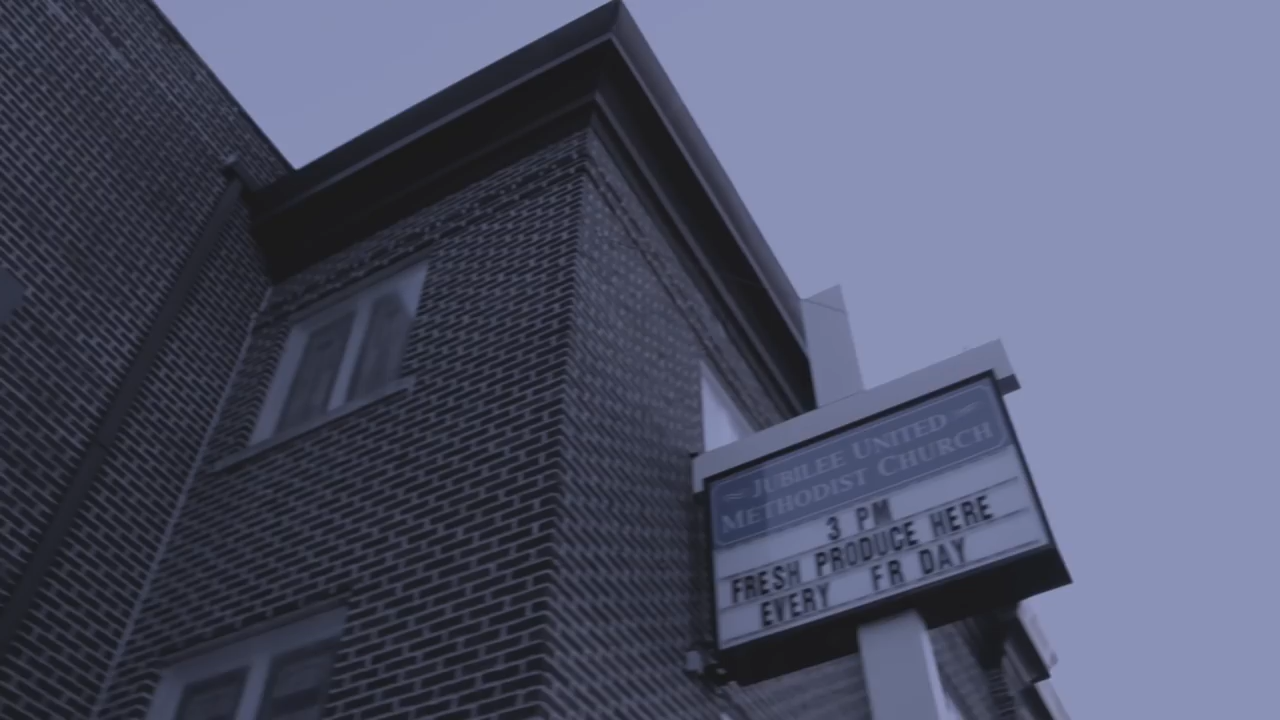 JUBILEE UNITED
METHODIST CHURCH
3 PM
FRESH PRODUCE HERE
EVERY FR DAY